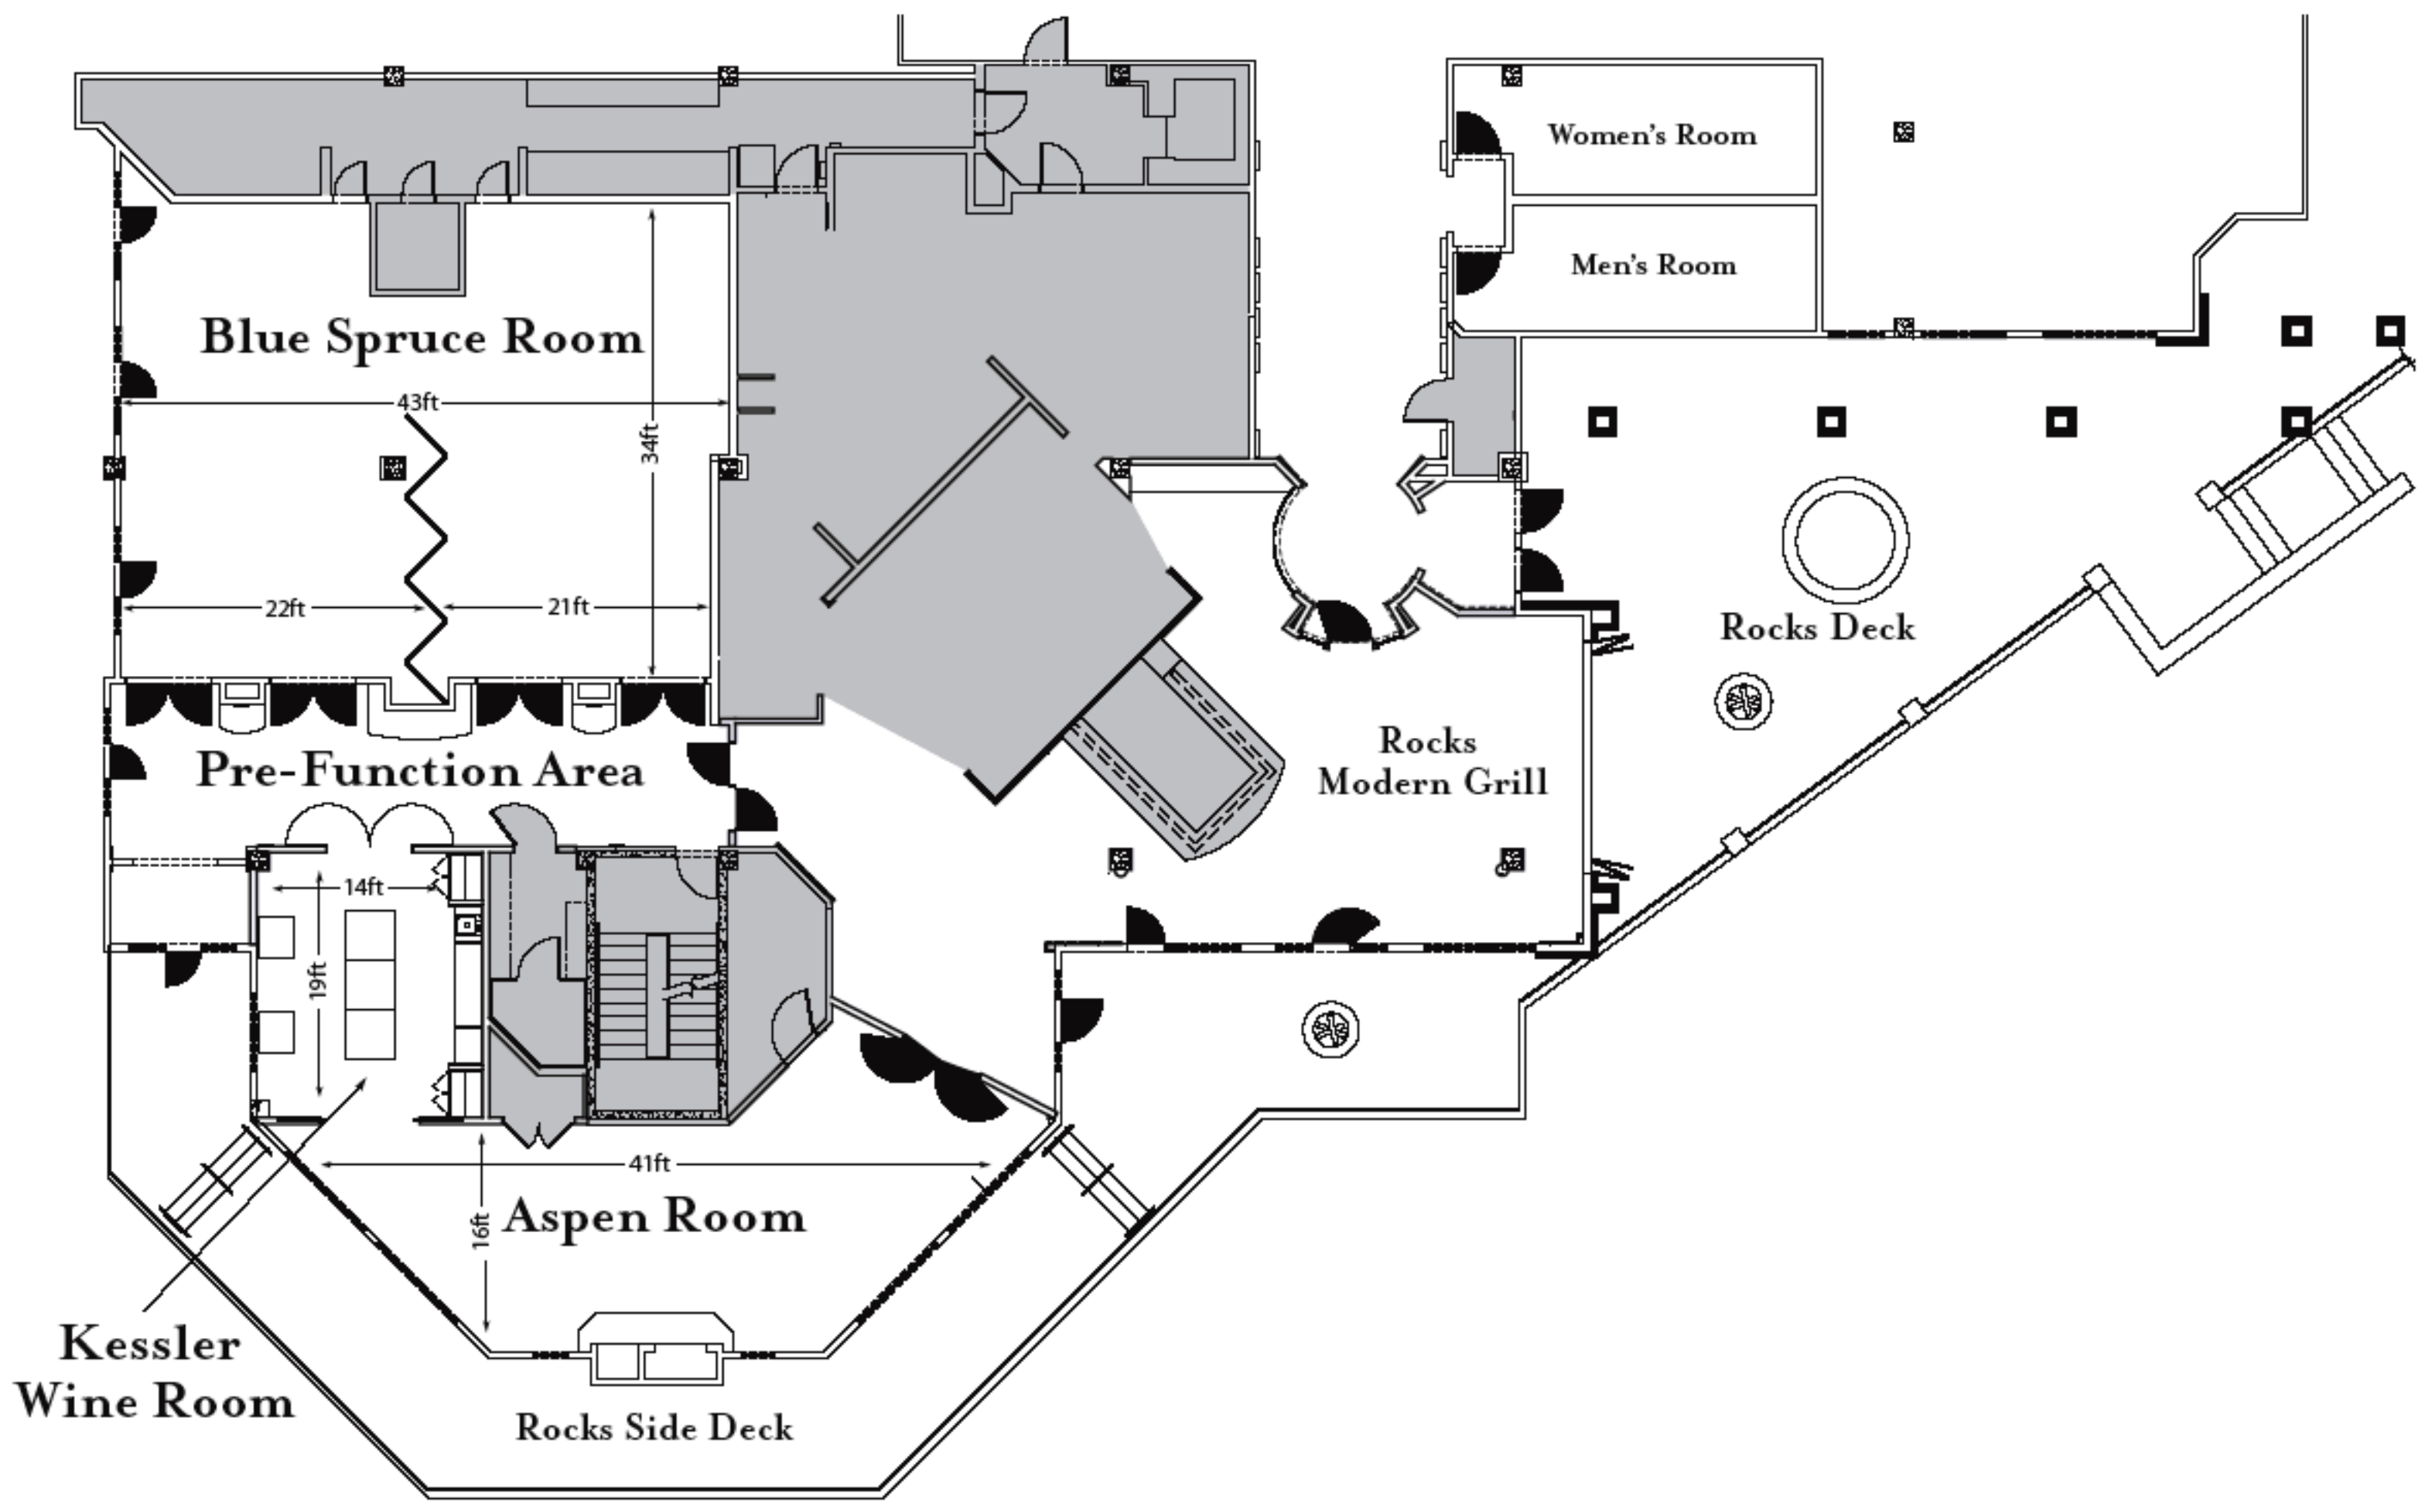 Women's Room
Men's Room
Blue Spruce Room
43ft
34ft
22ft
21ft
Rocks Deck
Rocks
Modern Grill
Pre-Function Area
14ft
19ft
41ft
16ft
Aspen Room
Kessler
Wine Room
Rocks Side Deck